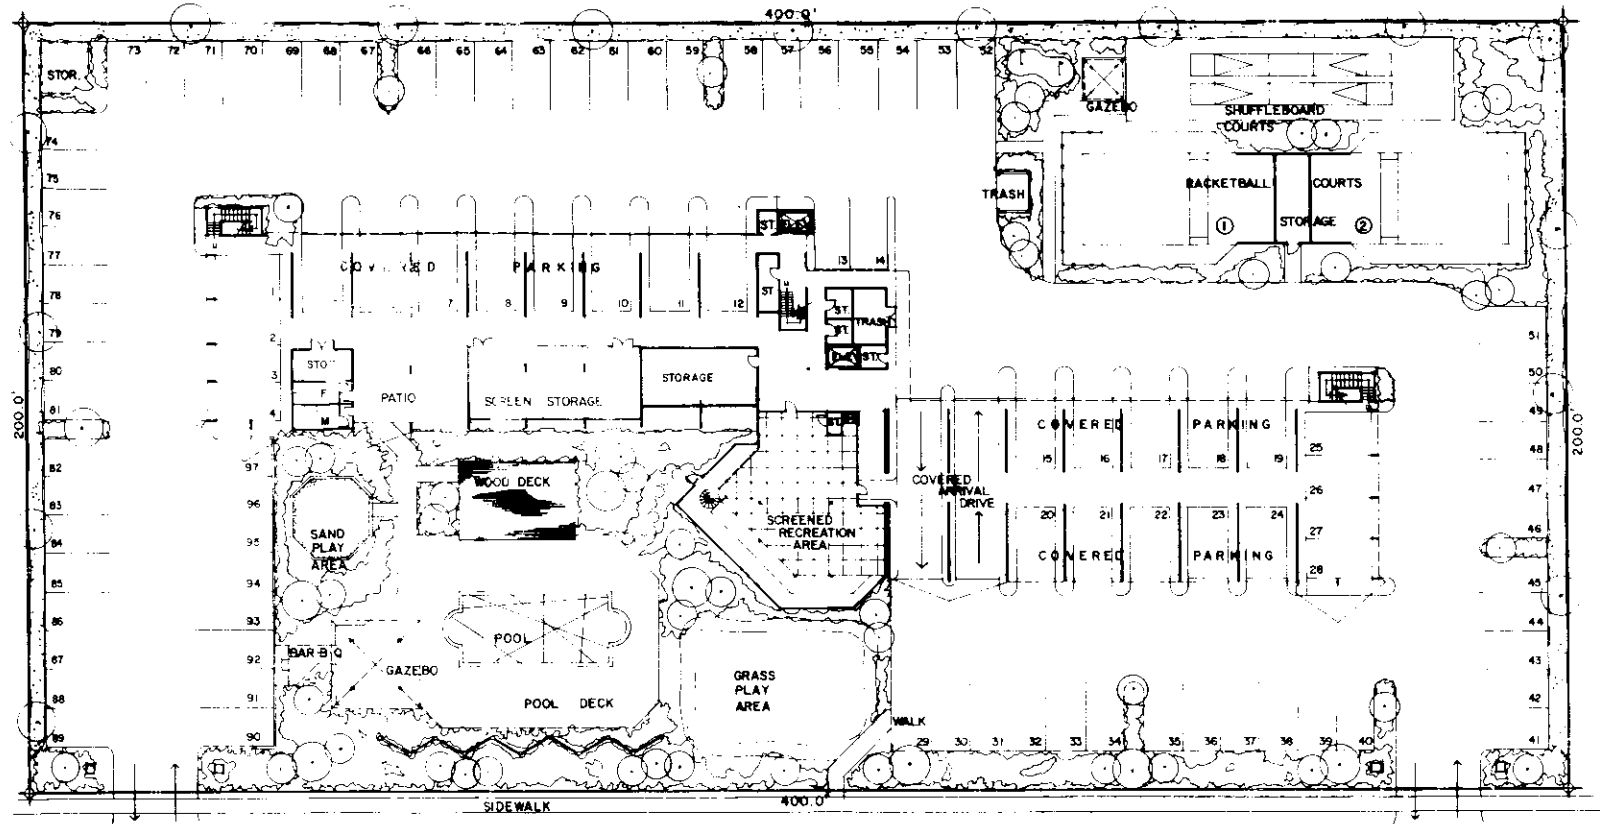 400.0'
73 72 71 70 69 68 67 66 65 64 63 62 61 60 59 58 57 56 55 54 53 52
STOR.
GAZEBO
SHUFFLEBOARD
COURTS
74
75
TRASH
RACKETBALL COURTS
STORAGE
1 2
76
ST. ELEV.
77
COVERED PARKING
13 14
78
7 8 9 10 11 12
ST
ST.
TRASH
79
2
ST.
51
ELEV. ST.
80
3
STO
STORAGE
50
F
PATIO
SCREEN STORAGE
81
4
M
ST.
49
200.0'
200.0'
COVERED PARKING
25
48
15 16 17 18 19
82
97
WOOD DECK
COVERED
ARRIVAL
DRIVE
26
47
83
96
20 21 22 23 24
SCREENED
RECREATION
AREA
27
46
SAND
PLAY
AREA
84
95
COVERED PARKING
28
85
94
45
86
93
44
POOL
BAR B Q
87
92
GAZEBO
43
GRASS
PLAY
AREA
88
91
POOL DECK
42
WALK
89
90
29 30 31 32 33 34 35 36 37 38 39 40
41
SIDEWALK
400.0'